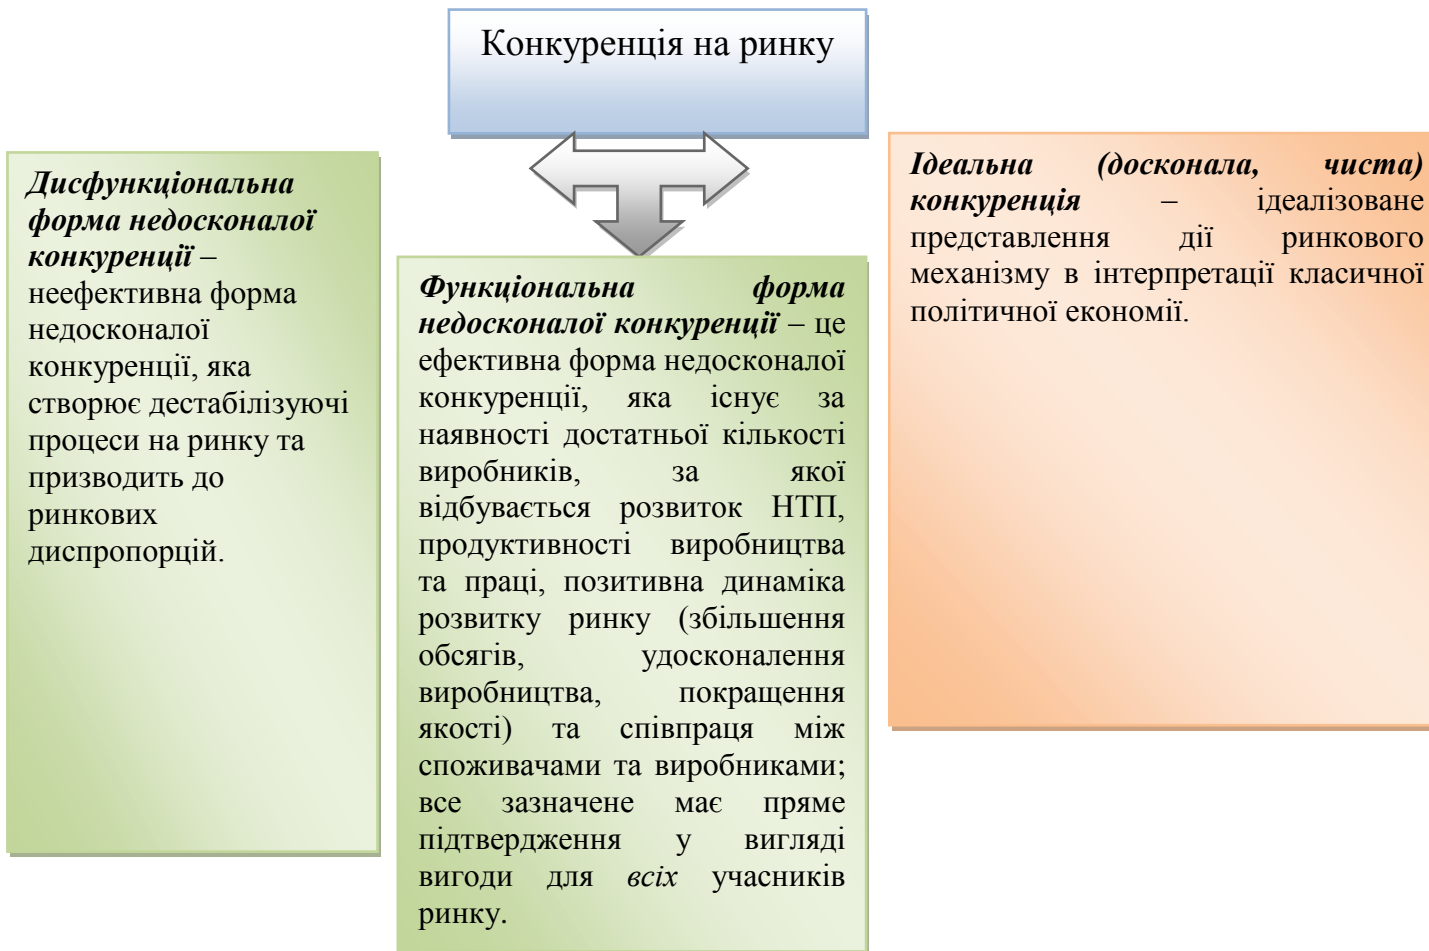 Конкуренція на ринку
Дисфункціональна
форма недосконалої
конкуренції –
неефективна форма
недосконалої
конкуренції, яка
створює дестабілізуючі
процеси на ринку та
призводить до
ринкових
диспропорцій.
Функціональна форма
недосконалої конкуренції – це
ефективна форма недосконалої
конкуренції, яка існує за
наявності достатньої кількості
виробників, за якої
відбувається розвиток НТП,
продуктивності виробництва
та праці, позитивна динаміка
розвитку ринку (збільшення
обсягів, удосконалення
виробництва, покращення
якості) та співпраця між
споживачами та виробниками;
все зазначене має пряме
підтвердження у вигляді
вигоди для всіх учасників
ринку.
Ідеальна (досконала, чиста)
конкуренція – ідеалізоване
представлення дії ринкового
механізму в інтерпретації класичної
політичної економії.